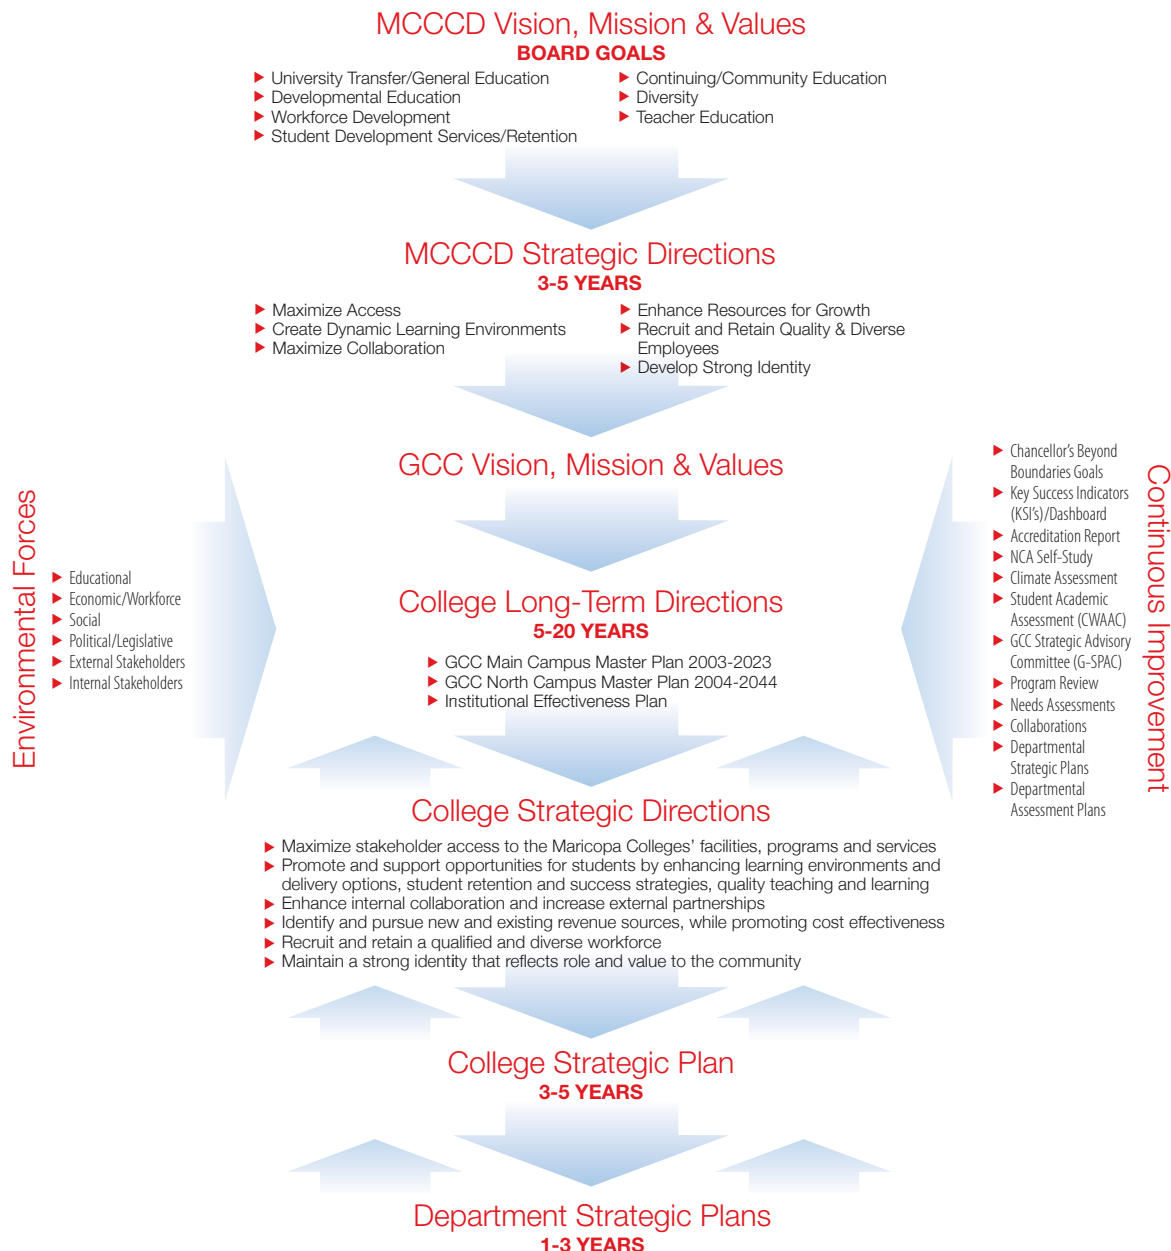 MCCCD Vision, Mission & Values
BOARD GOALS
University Transfer/General Education
Developmental Education
Workforce Development
Student Development Services/Retention
Continuing/Community Education
Diversity
Teacher Education
MCCCD Strategic Directions
3-5 YEARS
Maximize Access
Create Dynamic Learning Environments
Maximize Collaboration
Enhance Resources for Growth
Recruit and Retain Quality & Diverse
Employees
Develop Strong Identity
GCC Vision, Mission & Values
Environmental Forces
Educational
Economic/Workforce
Social
Political/Legislative
External Stakeholders
Internal Stakeholders
College Long-Term Directions
5-20 YEARS
GCC Main Campus Master Plan 2003-2023
GCC North Campus Master Plan 2004-2044
Institutional Effectiveness Plan
Chancellor's Beyond
Boundaries Goals
Key Success Indicators
(KSI's)/Dashboard
Accreditation Report
NCA Self-Study
Climate Assessment
Student Academic
Assessment (CWAAC)
GCC Strategic Advisory
Committee (G-SPAC)
Program Review
Needs Assessments
Collaborations
Departmental
Strategic Plans
Departmental
Assessment Plans
Continuous Improvement
College Strategic Directions
Maximize stakeholder access to the Maricopa Colleges' facilities, programs and services
Promote and support opportunities for students by enhancing learning environments and
delivery options, student retention and success strategies, quality teaching and learning
Enhance internal collaboration and increase external partnerships
Identify and pursue new and existing revenue sources, while promoting cost effectiveness
Recruit and retain a qualified and diverse workforce
Maintain a strong identity that reflects role and value to the community
College Strategic Plan
3-5 YEARS
Department Strategic Plans
1-3 YEARS